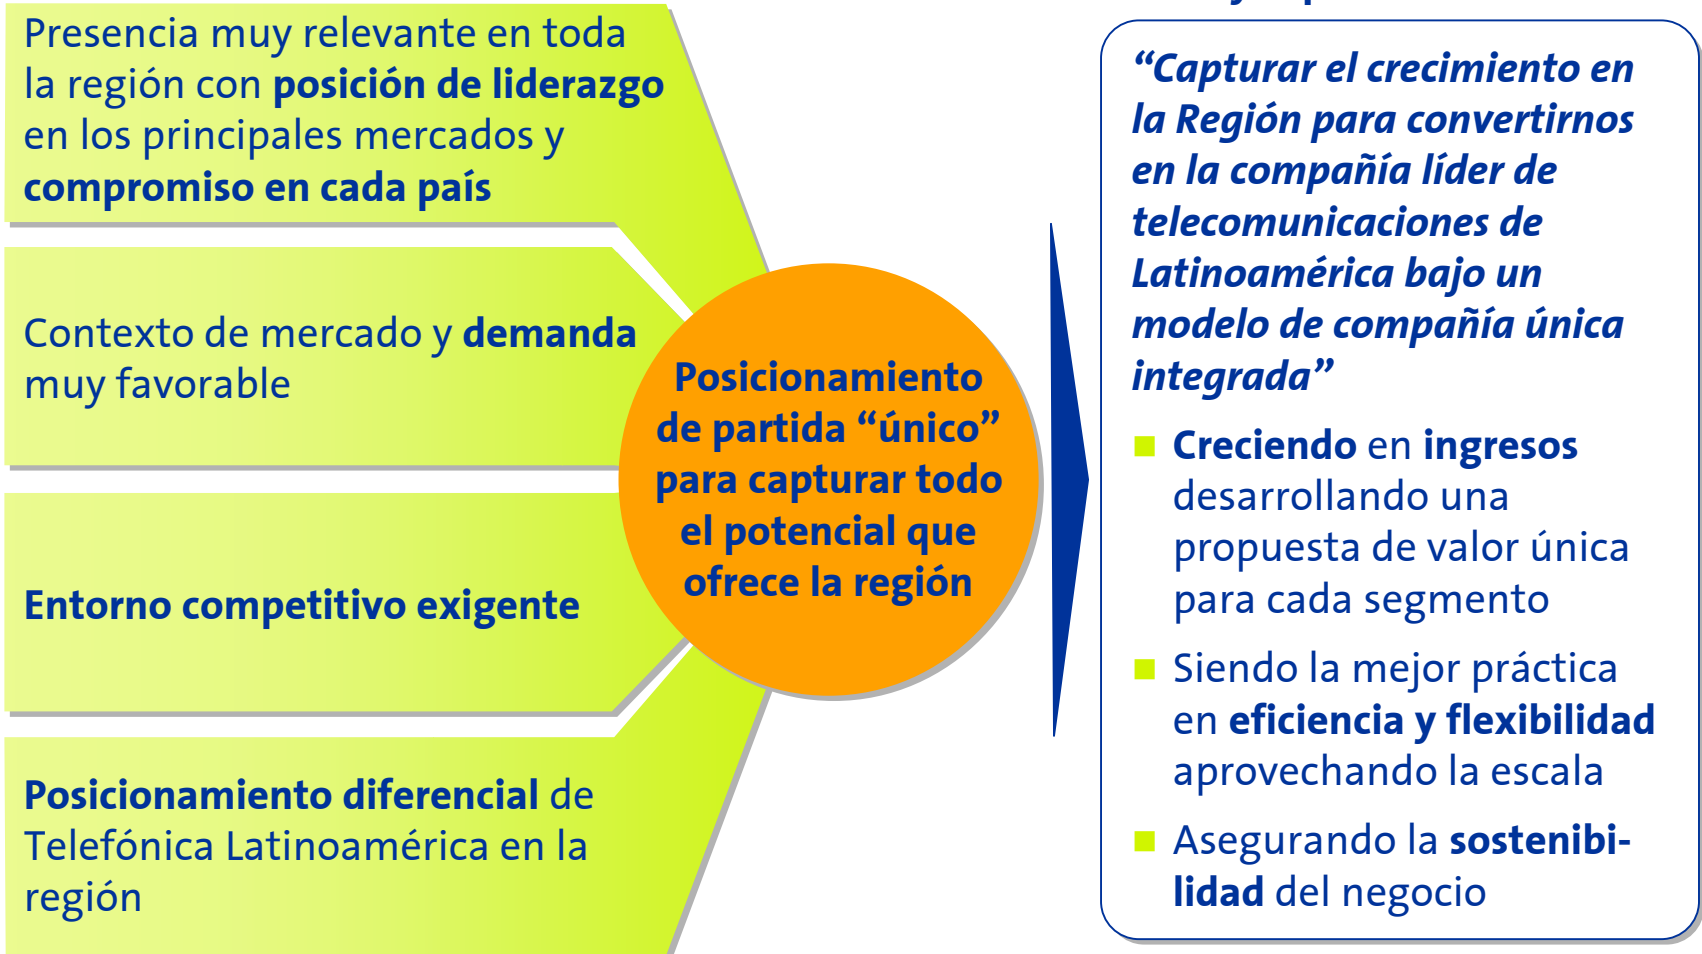 Presencia muy relevante en toda
la región con posición de liderazgo
en los principales mercados y
compromiso en cada país
Contexto de mercado y demanda
muy favorable
Entorno competitivo exigente
Posicionamiento diferencial de
Telefónica Latinoamérica en la
región
Posicionamiento
de partida “único”
para capturar todo
el potencial que
ofrece la región
“Capturar el crecimiento en
la Región para convertirnos
en la compañía líder de
telecomunicaciones de
Latinoamérica bajo un
modelo de compañía única
integrada”
Creciendo en ingresos
desarrollando una
propuesta de valor única
para cada segmento
Siendo la mejor práctica
en eficiencia y flexibilidad
aprovechando la escala
Asegurando la sostenibi-
lidad del negocio